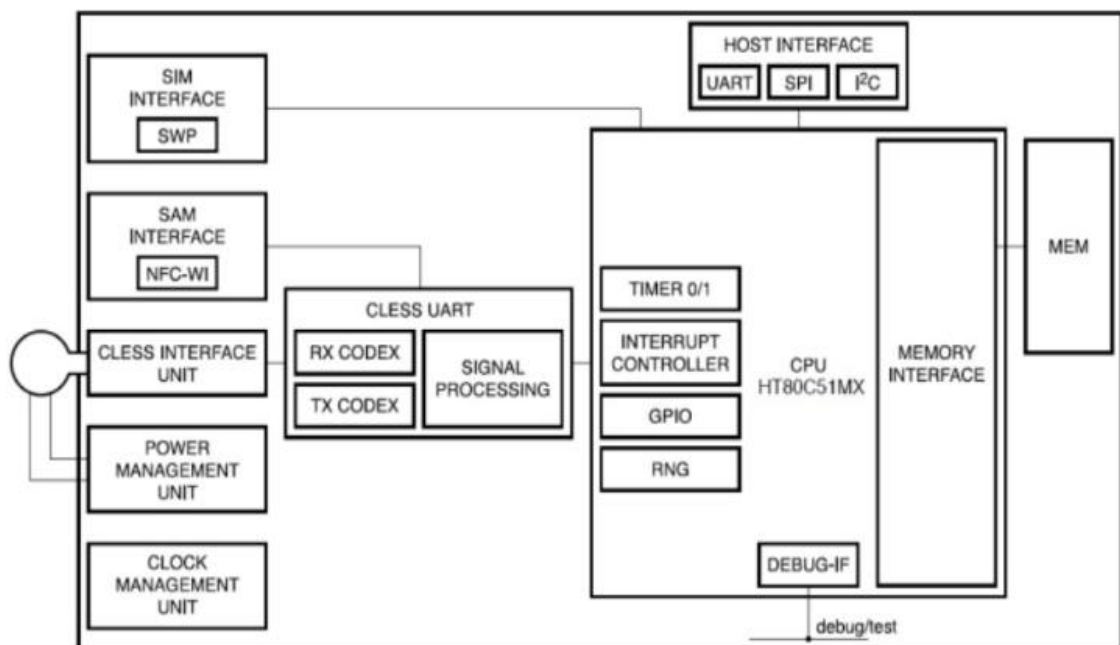 SIM
INTERFACE
SWP
SAM
INTERFACE
NFC-WI
CLESS INTERFACE
UNIT
POWER
MANAGEMENT
UNIT
CLOCK
MANAGEMENT
UNIT
CLESS UART
RX CODEX
TX CODEX
SIGNAL
PROCESSING
HOST INTERFACE
UART
SPI
I²C
TIMER 0/1
INTERRUPT
CONTROLLER
GPIO
RNG
CPU
HT80C51MX
DEBUG-IF
debug/test
MEMORY
INTERFACE
MEM